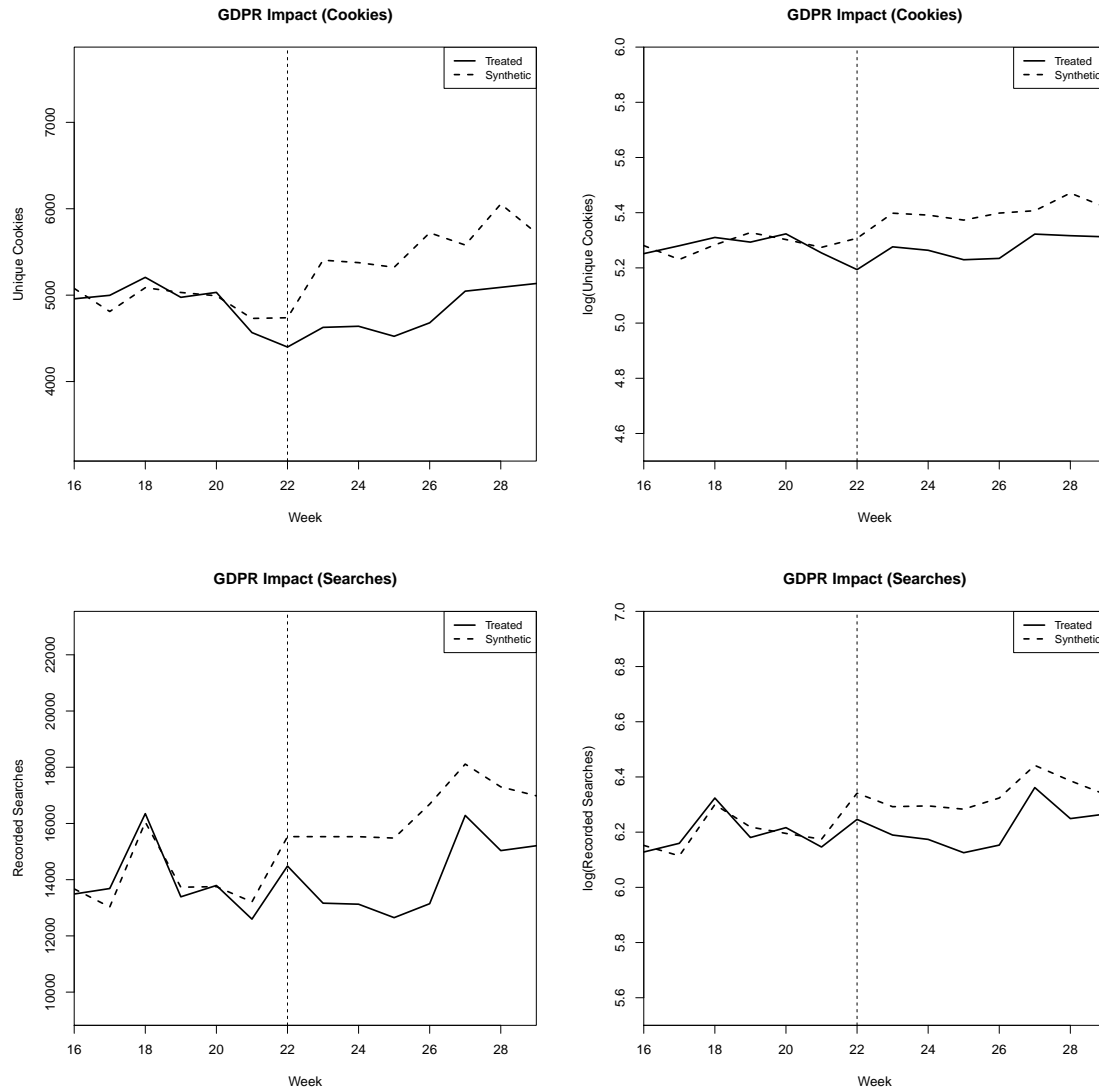 GDPR Impact (Cookies)
Treated
Synthetic
Unique Cookies
7000
6000
5000
4000
16 18 20 22 24 26 28
Week
GDPR Impact (Cookies)
Treated
Synthetic
log(Unique Cookies)
6.0
5.8
5.6
5.4
5.2
5.0
4.8
4.6
16 18 20 22 24 26 28
Week
GDPR Impact (Searches)
Treated
Synthetic
Recorded Searches
22000
20000
18000
16000
14000
12000
10000
16 18 20 22 24 26 28
Week
GDPR Impact (Searches)
Treated
Synthetic
log(Recorded Searches)
7.0
6.8
6.6
6.4
6.2
6.0
5.8
5.6
16 18 20 22 24 26 28
Week